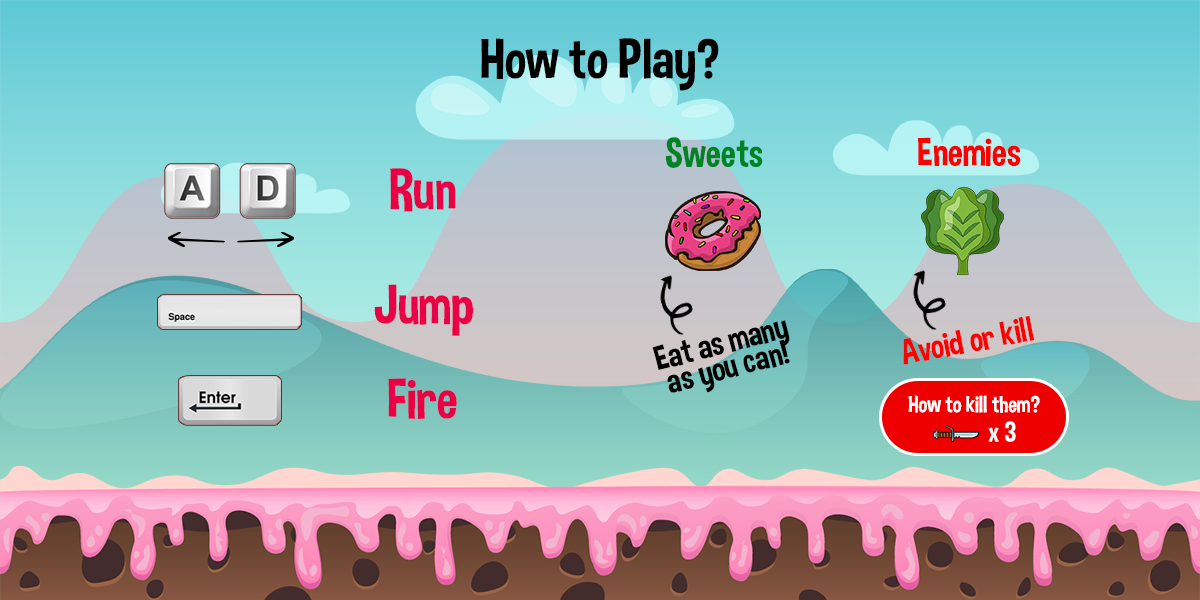 How to Play?
A D
Run
Space
Jump
Enter
Fire
Sweets
Eat as many
as you can!
Enemies
Avoid or kill
How to kill them?
x 3